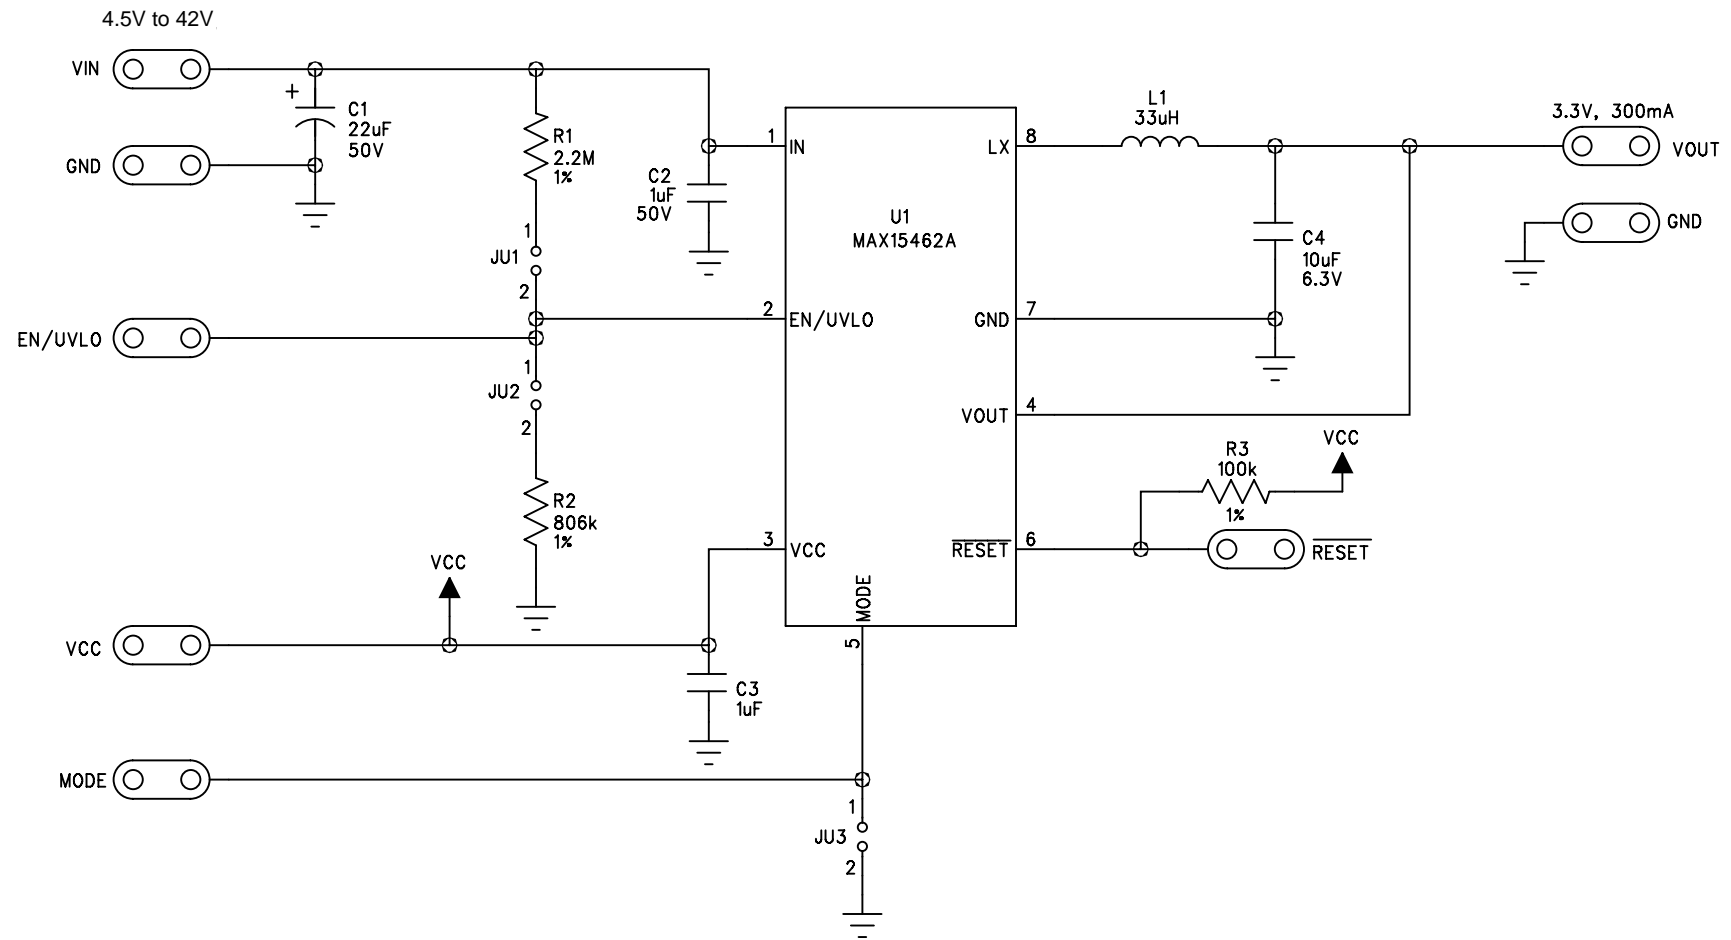 4.5V to 42V
VIN
+
C1
22uF
50V
GND
R1
2.2M
1%
C2
1uF
50V
1
IN
U1
MAX15462A
LX
8
L1
33uH
3.3V, 300mA
VOUT
GND
C4
10uF
6.3V
1
JU1
2
EN/UVLO
2
EN/UVLO
GND
7
1
JU2
2
VOUT
4
VCC
R3
100k
1%
R2
806k
1%
3
VCC
RESET
6
RESET
MODE
5
VCC
VCC
C3
1uF
MODE
1
JU3
2